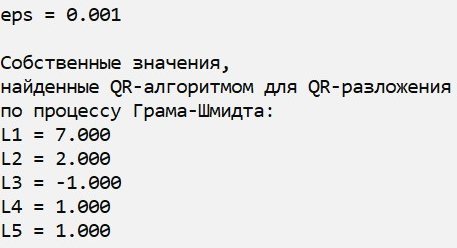 eps = 0.001
Собственные значения,
найденные QR-алгоритмом для QR-разложения
по процессу Грама-Шмидта:
L1 = 7.000
L2 = 2.000
L3 = -1.000
L4 = 1.000
L5 = 1.000